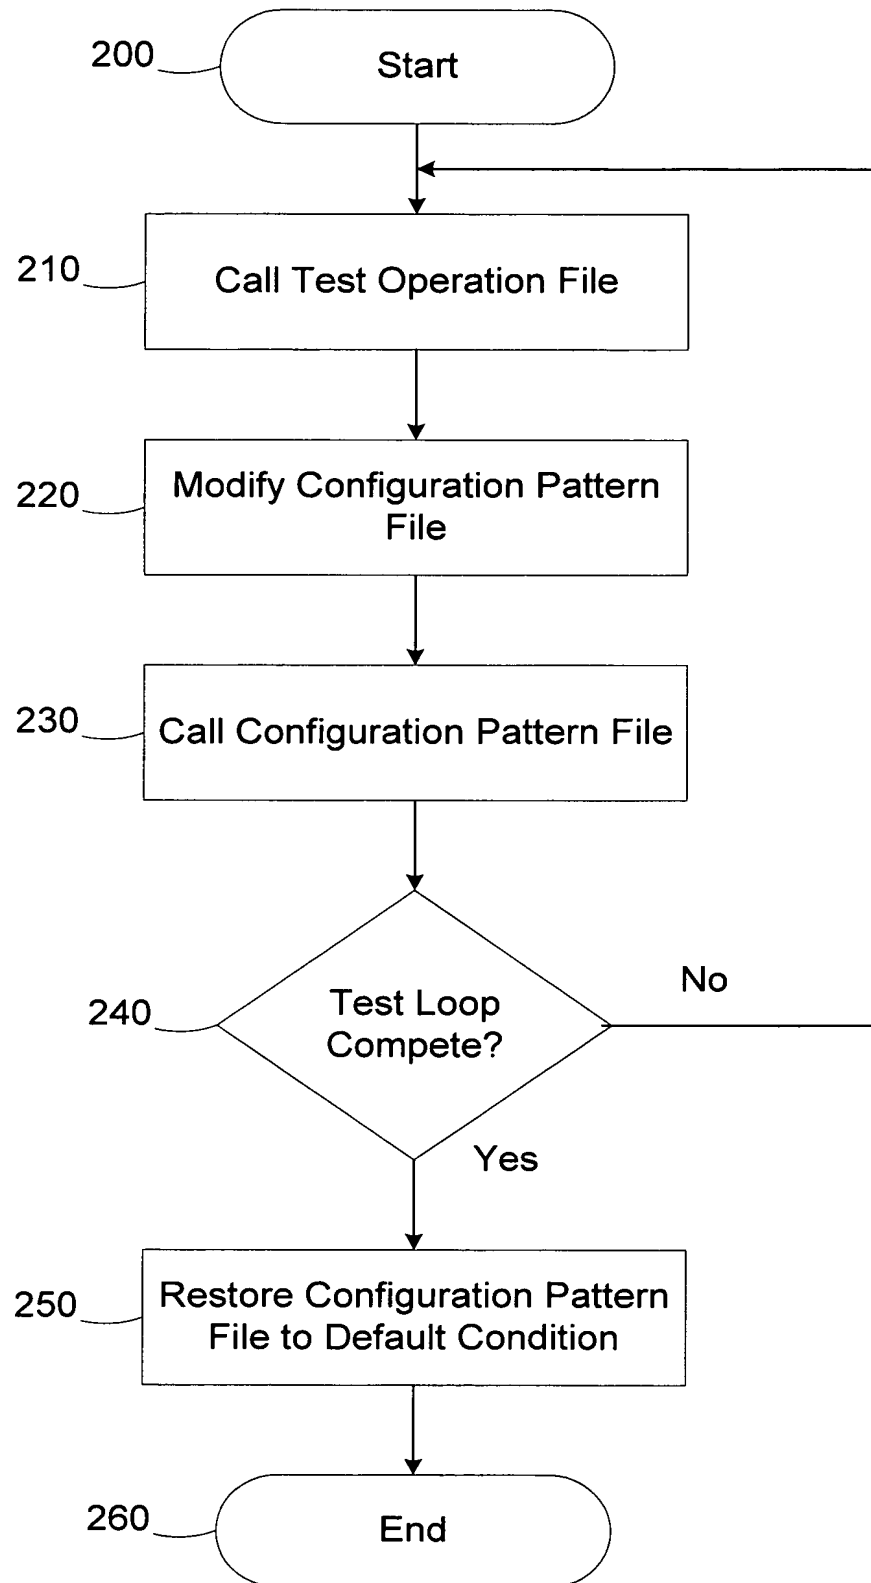 200
Start
210
Call Test Operation File
220
Modify Configuration Pattern
File
230
Call Configuration Pattern File
240
Test Loop
Compete?
No
Yes
250
Restore Configuration Pattern
File to Default Condition
260
End